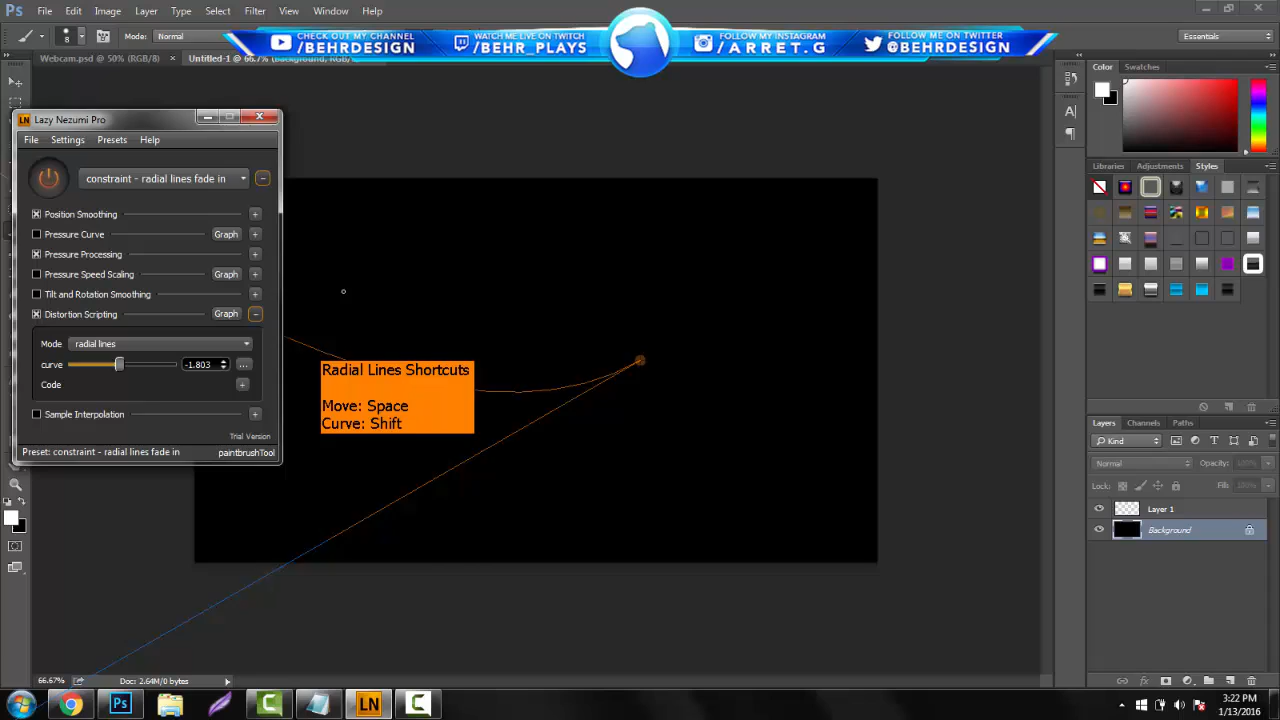 Ps File Edit Image Layer Type Select Filter View Window Help
8 Mode: Normal
CHECK OUT MY CHANNEL
/BEHRDESIGN
WATCH ME LIVE ON TWITCH
/BEHR_PLAYS
FOLLOW MY INSTAGRAM
/ARRET.G
FOLLOW ME ON TWITTER
@BEHRDESIGN
Essentials
Webcam.psd @ 50% (RGB/8) × Untitled-1 @ 66.7% (Background, RGB/8)
LN Lazy Nezumi Pro
File Settings Presets Help
constraint - radial lines fade in
Position Smoothing
Pressure Curve Graph
Pressure Processing
Pressure Speed Scaling Graph
Tilt and Rotation Smoothing
Distortion Scripting Graph
Mode radial lines
curve -1.803 ...
Code
Sample Interpolation
Trial Version
Preset: constraint - radial lines fade in paintbrushTool
Radial Lines Shortcuts
Move: Space
Curve: Shift
Color Swatches
Libraries Adjustments Styles
Layers Channels Paths
Kind
Normal Opacity: 100%
Lock: Fill: 100%
Layer 1
Background
66.67% Doc: 2.64M/0 bytes
Ps LN
3:22 PM
1/13/2016